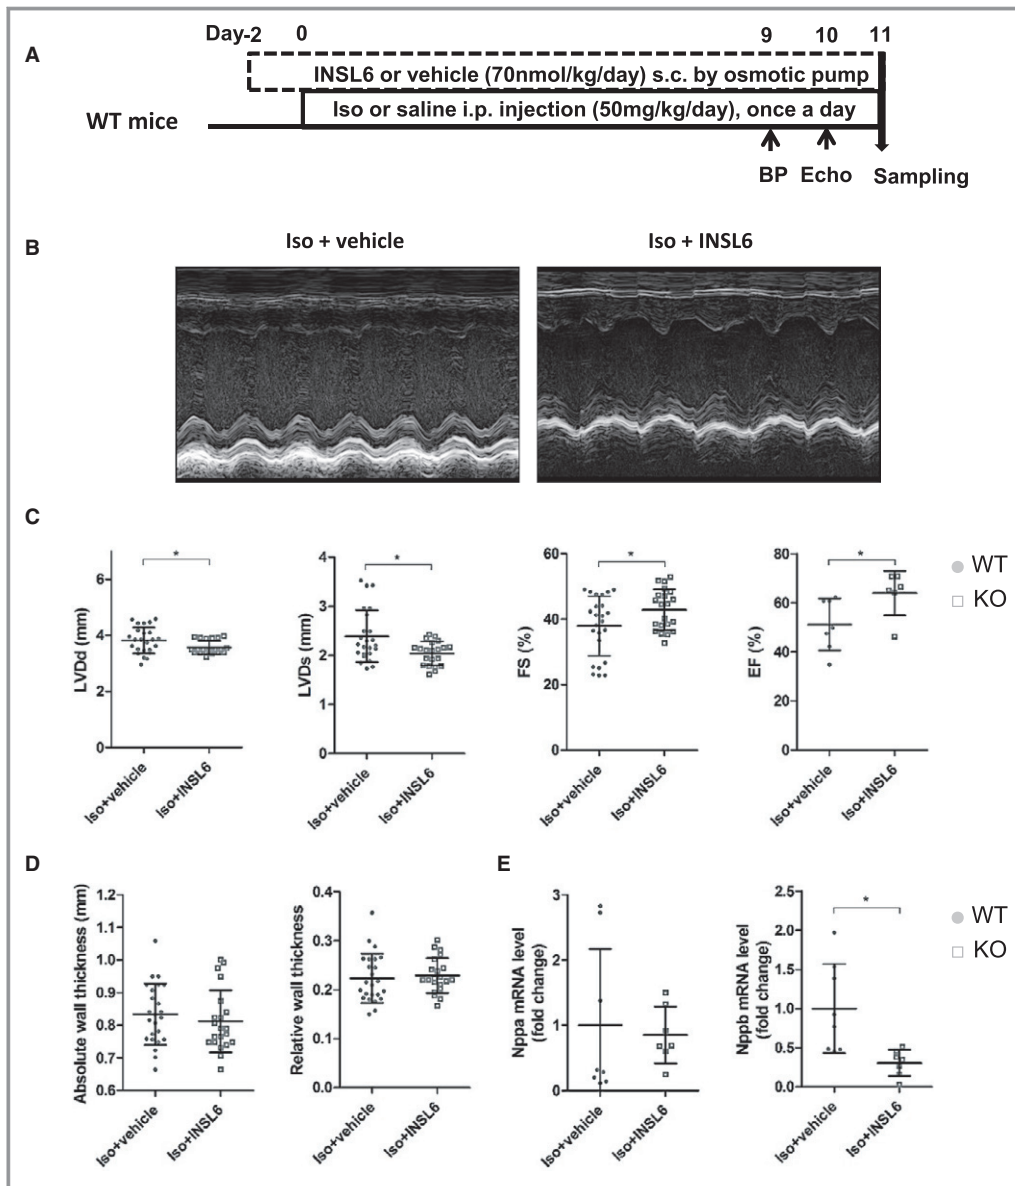 A
Day-2 0 9 10 11
INSL6 or vehicle (70nmol/kg/day) s.c. by osmotic pump
Iso or saline i.p. injection (50mg/kg/day), once a day
WT mice
BP Echo Sampling
B
Iso + vehicle Iso + INSL6
C
LVDd (mm)
6
4
2
0
*
Iso+vehicle
Iso+INSL6
LVDs (mm)
4
3
2
1
0
*
Iso+vehicle
Iso+INSL6
FS (%)
60
40
20
0
*
Iso+vehicle
Iso+INSL6
EF (%)
80
60
40
20
0
*
Iso+vehicle
Iso+INSL6
WT
KO
D
Absolute wall thickness (mm)
1.2
1.1
1.0
0.9
0.8
0.7
0.6
Iso+vehicle
Iso+INSL6
Relative wall thickness
0.4
0.3
0.2
0.1
0.0
Iso+vehicle
Iso+INSL6
E
Nppa mRNA level
(fold change)
3
2
1
0
Iso+vehicle
Iso+INSL6
Nppb mRNA level
(fold change)
2.5
2.0
1.5
1.0
0.5
0.0
*
Iso+vehicle
Iso+INSL6
WT
KO